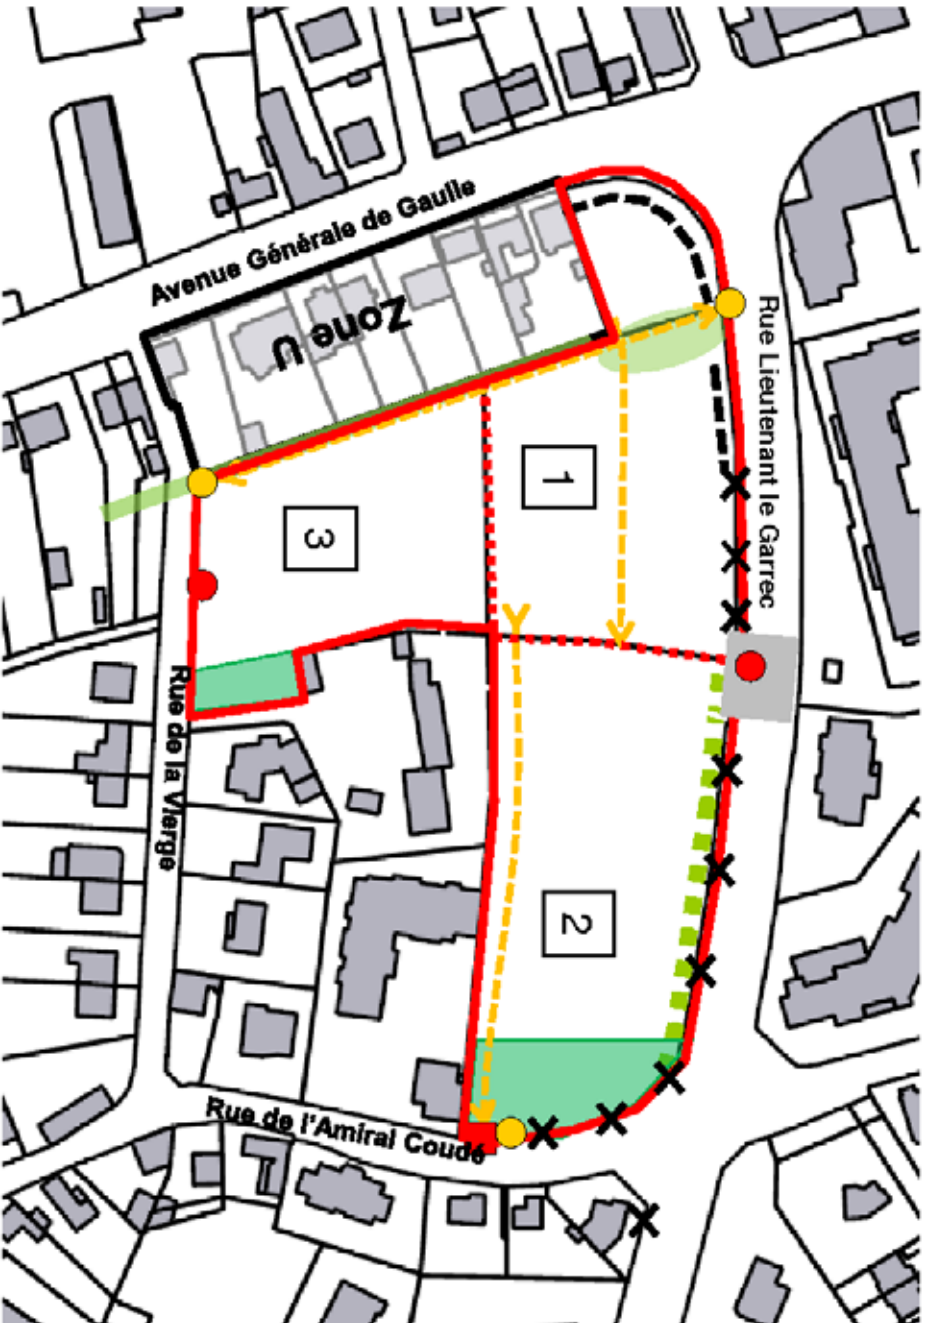 Avenue Générale de Gaulle
Zone U
Rue Lieutenant le Garrec
1
3
Rue de la Vierge
2
Rue de l'Amiral Coudé